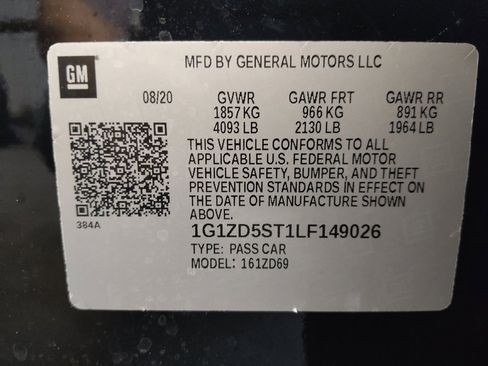 GM
MFD BY GENERAL MOTORS LLC
08/20 GVWR GAWR FRT GAWR RR
1857 KG 966 KG 891 KG
4093 LB 2130 LB 1964 LB
THIS VEHICLE CONFORMS TO ALL
APPLICABLE U.S. FEDERAL MOTOR
VEHICLE SAFETY, BUMPER, AND THEFT
PREVENTION STANDARDS IN EFFECT ON
THE DATE OF MANUFACTURE SHOWN
ABOVE.
384A
1G1ZD5ST1LF149026
TYPE: PASS CAR
MODEL: 161ZD69